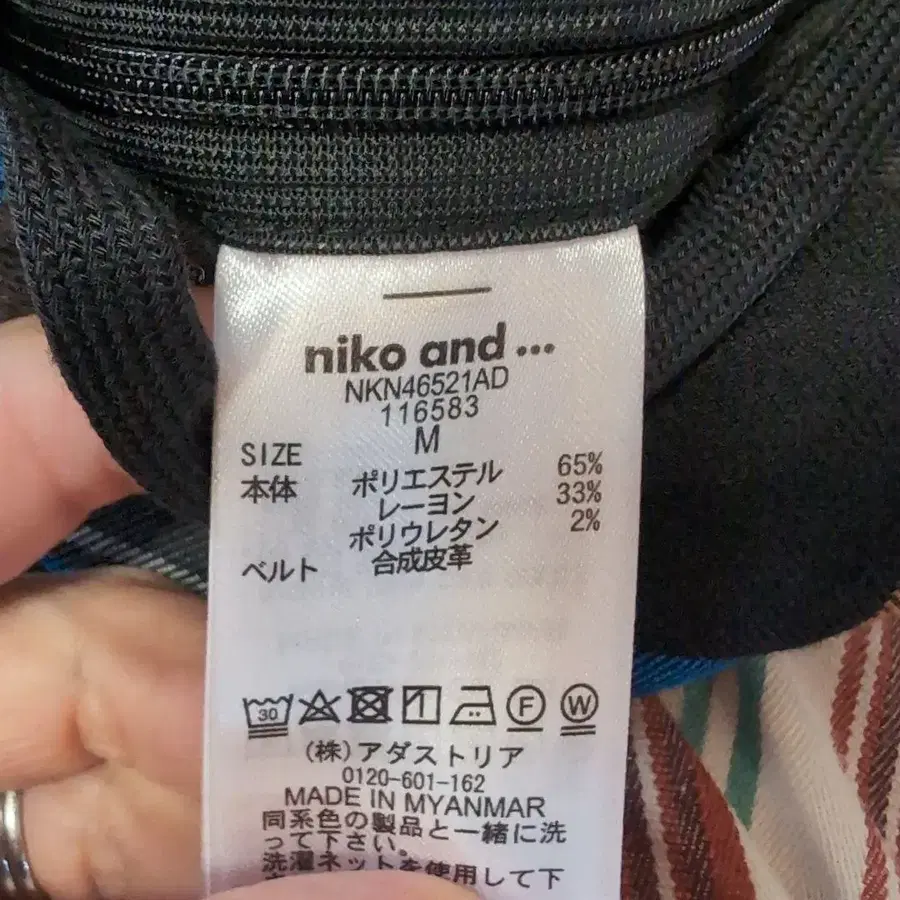 niko and ...
NKN46521AD
116583
M
SIZE
本体 ポリエステル 65%
レーヨン 33%
ポリウレタン 2%
ベルト 合成皮革
30 F W
(株)アダストリア
0120-601-162
MADE IN MYANMAR
同系色の製品と一緒に洗
って下さい。
洗濯ネットを使用して下